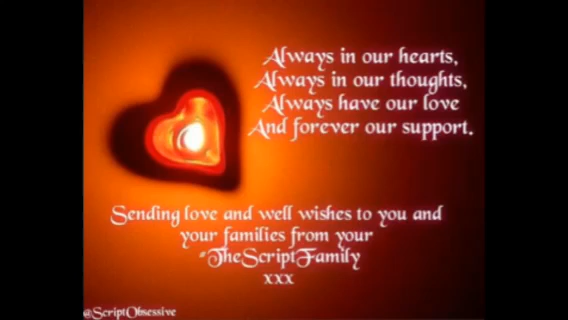 Always in our hearts,
Always in our thoughts,
Always have our love
And forever our support.
Sending love and well wishes to you and
your families from your
#TheScriptFamily
xxx
@ScriptObsessive